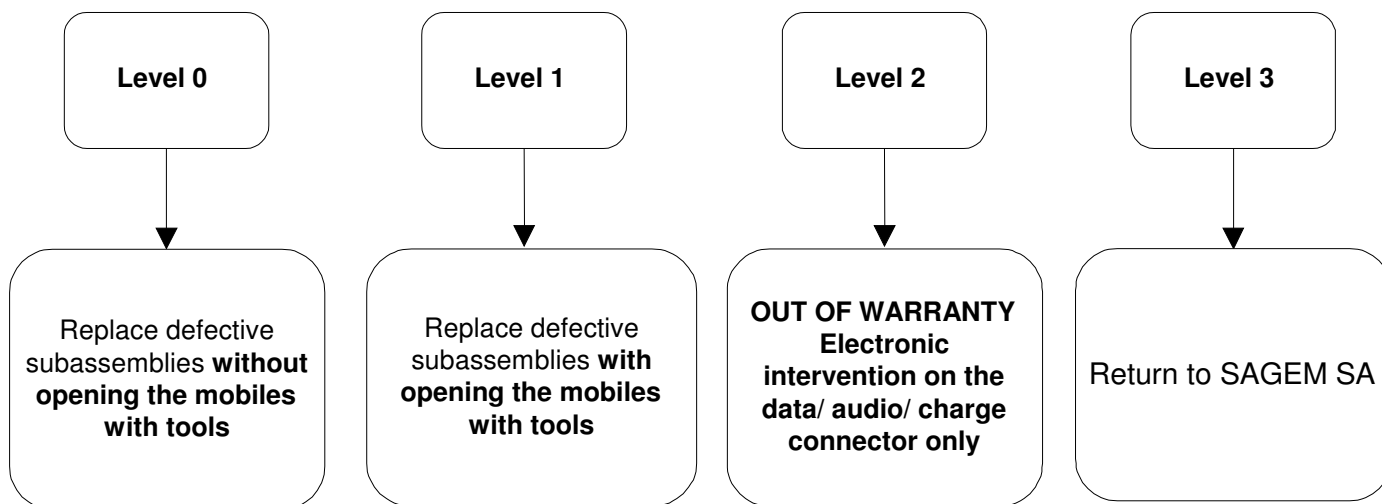 Level 0
Level 1
Level 2
Level 3
Replace defective
subassemblies without
opening the mobiles
with tools
Replace defective
subassemblies with
opening the mobiles
with tools
OUT OF WARRANTY
Electronic
intervention on the
data/ audio/ charge
connector only
Return to SAGEM SA